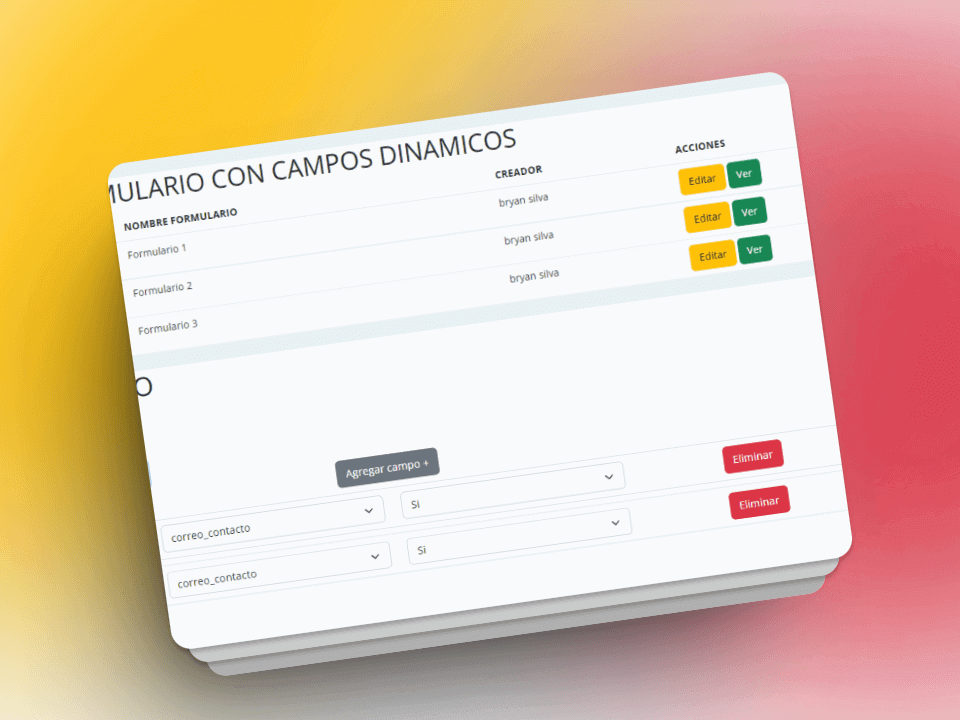 MULARIO CON CAMPOS DINAMICOS
NOMBRE FORMULARIO CREADOR ACCIONES
Formulario 1 bryan silva Editar Ver
Formulario 2 bryan silva Editar Ver
Formulario 3 bryan silva Editar Ver
O
Agregar campo +
correo_contacto Si Eliminar
correo_contacto Si Eliminar